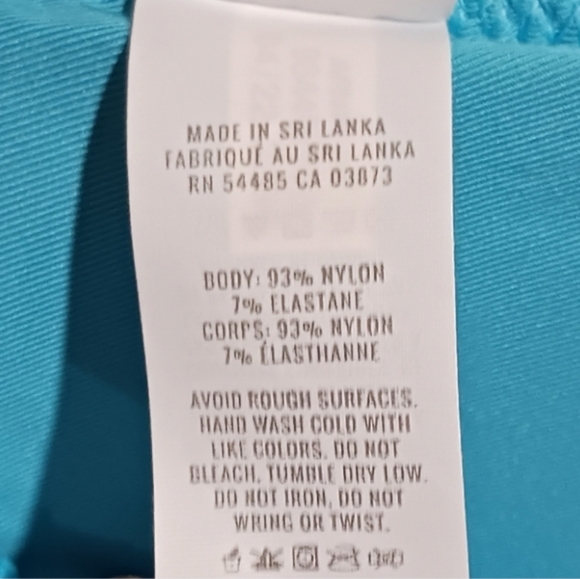 MADE IN SRI LANKA
FABRIQUÉ AU SRI LANKA
RN 54485 CA 03873
BODY: 93% NYLON
7% ELASTANE
CORPS: 93% NYLON
7% ÉLASTHANNE
AVOID ROUGH SURFACES.
HAND WASH COLD WITH
LIKE COLORS. DO NOT
BLEACH. TUMBLE DRY LOW.
DO NOT IRON, DO NOT
WRING OR TWIST.